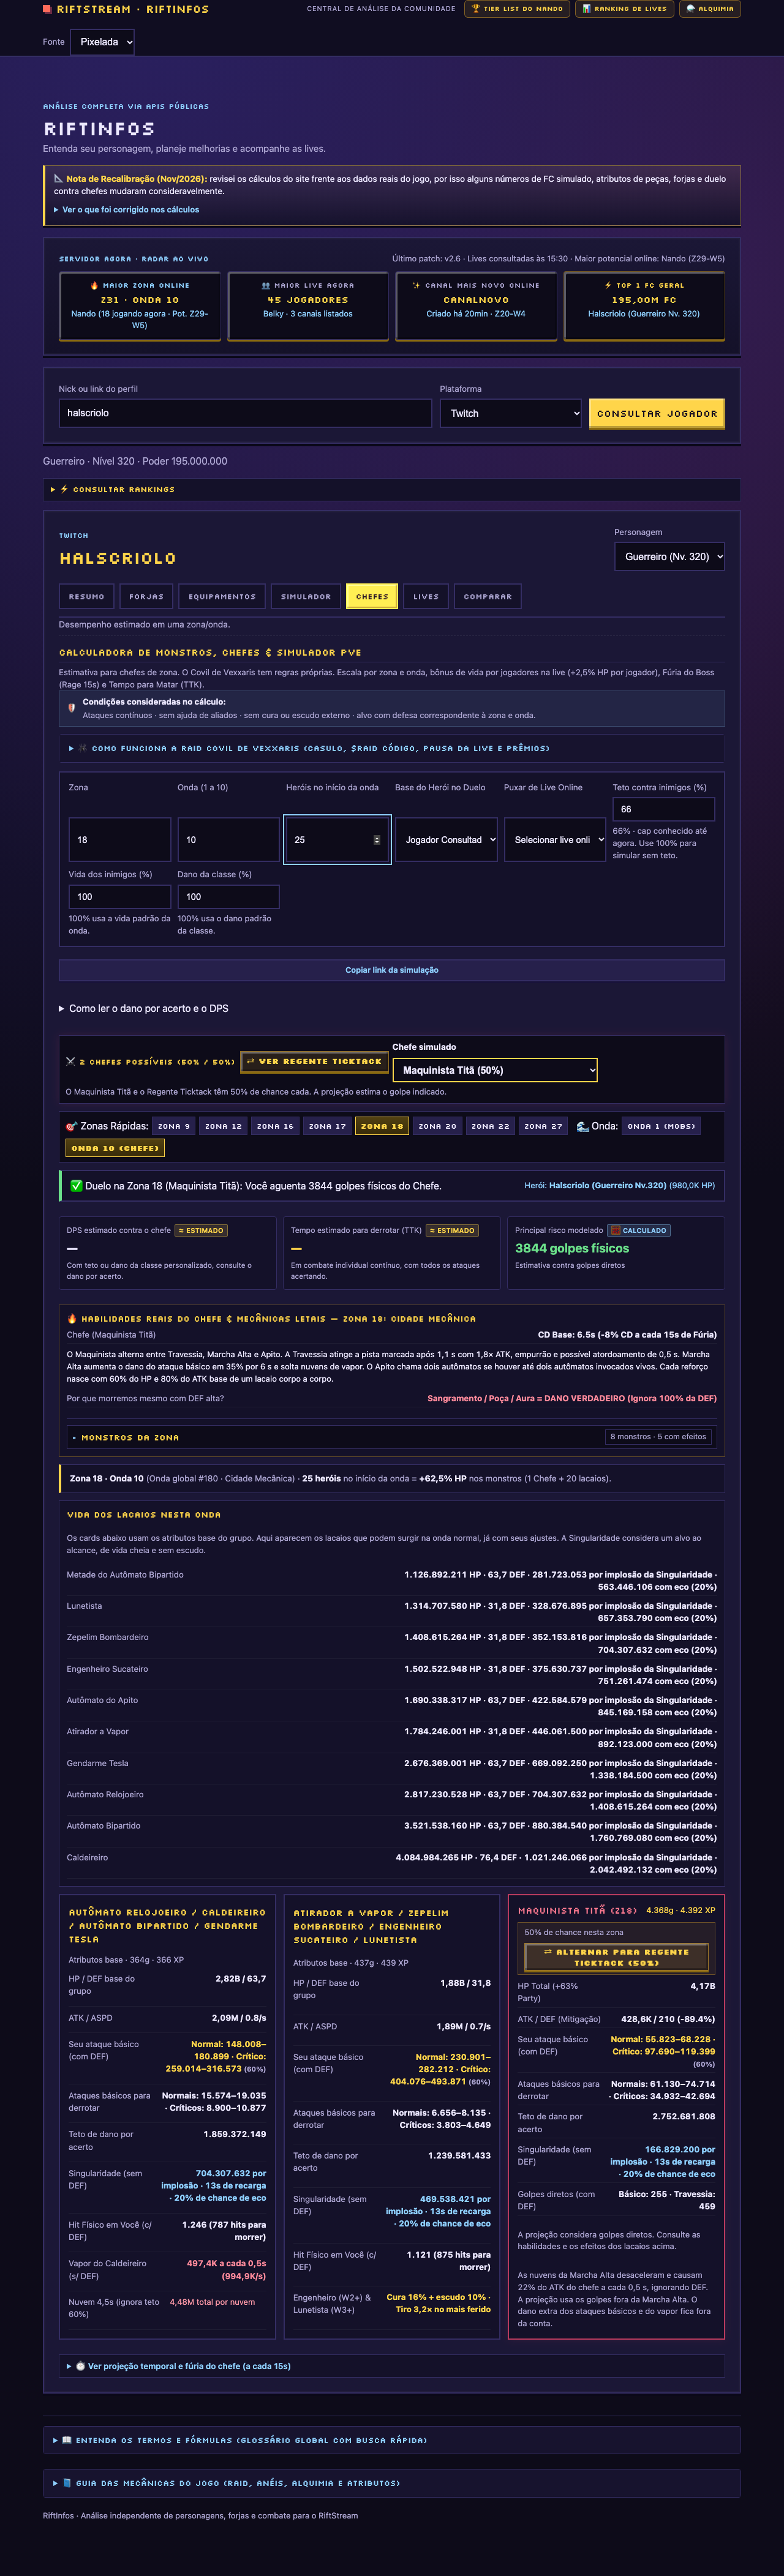 RIFTSTREAM · RIFTINFOS
CENTRAL DE ANÁLISE DA COMUNIDADE
🏆 TIER LIST DO NANDO
📊 RANKING DE LIVES
ALQUIMIA
Fonte
Pixelada
ANÁLISE COMPLETA VIA APIS PÚBLICAS
RIFTINFOS
Entenda seu personagem, planeje melhorias e acompanhe as lives.
📐 Nota de Recalibração (Nov/2026): revisei os cálculos do site frente aos dados reais do jogo, por isso alguns números de FC simulado, atributos de peças, forjas e duelo
contra chefes mudaram consideravelmente.
▸ Ver o que foi corrigido nos cálculos
SERVIDOR AGORA · RADAR AO VIVO
Último patch: v2.6 · Lives consultadas às 15:30 · Maior potencial online: Nando (Z29-W5)
🔥 MAIOR ZONA ONLINE
Z31 · ONDA 10
Nando (18 jogando agora · Pot. Z29-
W5)
👥 MAIOR LIVE AGORA
45 JOGADORES
Belky · 3 canais listados
✨ CANAL MAIS NOVO ONLINE
CANALNOVO
Criado há 20min · Z20-W4
⚡ TOP 1 FC GERAL
195,00M FC
Halscriolo (Guerreiro Nv. 320)
Nick ou link do perfil
halscriolo
Plataforma
Twitch
CONSULTAR JOGADOR
Guerreiro · Nível 320 · Poder 195.000.000
▸ ⚡ CONSULTAR RANKINGS
TWITCH
HALSCRIOLO
Personagem
Guerreiro (Nv. 320)
RESUMO
FORJAS
EQUIPAMENTOS
SIMULADOR
CHEFES
LIVES
COMPARAR
Desempenho estimado em uma zona/onda.
CALCULADORA DE MONSTROS, CHEFES & SIMULADOR PVE
Estimativa para chefes de zona. O Covil de Vexxaris tem regras próprias. Escala por zona e onda, bônus de vida por jogadores na live (+2,5% HP por jogador), Fúria do Boss
(Rage 15s) e Tempo para Matar (TTK).
Condições consideradas no cálculo:
Ataques contínuos · sem ajuda de aliados · sem cura ou escudo externo · alvo com defesa correspondente à zona e onda.
▸ COMO FUNCIONA A RAID COVIL DE VEXXARIS (CASULO, $RAID CÓDIGO, PAUSA DA LIVE E PRÊMIOS)
Zona
18
Onda (1 a 10)
10
Heróis no início da onda
25
Base do Herói no Duelo
Jogador Consultad
Puxar de Live Online
Selecionar live onli
Teto contra inimigos (%)
66
66% · cap conhecido até
agora. Use 100% para
simular sem teto.
Vida dos inimigos (%)
100
100% usa a vida padrão da
onda.
Dano da classe (%)
100
100% usa o dano padrão
da classe.
Copiar link da simulação
▸ Como ler o dano por acerto e o DPS
⚔️ 2 CHEFES POSSÍVEIS (50% / 50%)
⇄ VER REGENTE TICKTACK
Chefe simulado
Maquinista Titã (50%)
O Maquinista Titã e o Regente Ticktack têm 50% de chance cada. A projeção estima o golpe indicado.
🎯 Zonas Rápidas:
ZONA 9
ZONA 12
ZONA 16
ZONA 17
ZONA 18
ZONA 20
ZONA 22
ZONA 27
🌊 Onda:
ONDA 1 (MOBS)
ONDA 10 (CHEFE)
✅ Duelo na Zona 18 (Maquinista Titã): Você aguenta 3844 golpes físicos do Chefe.
Herói: Halscriolo (Guerreiro Nv.320) (980,0K HP)
DPS estimado contra o chefe ≈ ESTIMADO
—
Com teto ou dano da classe personalizado, consulte o
dano por acerto.
Tempo estimado para derrotar (TTK) ≈ ESTIMADO
—
Em combate individual contínuo, com todos os ataques
acertando.
Principal risco modelado CALCULADO
3844 golpes físicos
Estimativa contra golpes diretos
🔥 HABILIDADES REAIS DO CHEFE & MECÂNICAS LETAIS — ZONA 18: CIDADE MECÂNICA
Chefe (Maquinista Titã)
CD Base: 6.5s (-8% CD a cada 15s de Fúria)
O Maquinista alterna entre Travessia, Marcha Alta e Apito. A Travessia atinge a pista marcada após 1,1 s com 1,8× ATK, empurrão e possível atordoamento de 0,5 s. Marcha
Alta aumenta o dano do ataque básico em 35% por 6 s e solta nuvens de vapor. O Apito chama dois autômatos se houver até dois autômatos invocados vivos. Cada reforço
nasce com 60% do HP e 80% do ATK base de um lacaio corpo a corpo.
Por que morremos mesmo com DEF alta?
Sangramento / Poça / Aura = DANO VERDADEIRO (Ignora 100% da DEF)
▸ MONSTROS DA ZONA
8 monstros · 5 com efeitos
Zona 18 · Onda 10 (Onda global #180 · Cidade Mecânica) · 25 heróis no início da onda = +62,5% HP nos monstros (1 Chefe + 20 lacaios).
VIDA DOS LACAIOS NESTA ONDA
Os cards abaixo usam os atributos base do grupo. Aqui aparecem os lacaios que podem surgir na onda normal, já com seus ajustes. A Singularidade considera um alvo ao
alcance, de vida cheia e sem escudo.
Metade do Autômato Bipartido
1.126.892.211 HP · 63,7 DEF · 281.723.053 por implosão da Singularidade ·
563.446.106 com eco (20%)
Lunetista
1.314.707.580 HP · 31,8 DEF · 328.676.895 por implosão da Singularidade ·
657.353.790 com eco (20%)
Zepelim Bombardeiro
1.408.615.264 HP · 31,8 DEF · 352.153.816 por implosão da Singularidade ·
704.307.632 com eco (20%)
Engenheiro Sucateiro
1.502.522.948 HP · 31,8 DEF · 375.630.737 por implosão da Singularidade ·
751.261.474 com eco (20%)
Autômato do Apito
1.690.338.317 HP · 63,7 DEF · 422.584.579 por implosão da Singularidade ·
845.169.158 com eco (20%)
Atirador a Vapor
1.784.246.001 HP · 31,8 DEF · 446.061.500 por implosão da Singularidade ·
892.123.000 com eco (20%)
Gendarme Tesla
2.676.369.001 HP · 63,7 DEF · 669.092.250 por implosão da Singularidade ·
1.338.184.500 com eco (20%)
Autômato Relojoeiro
2.817.230.528 HP · 63,7 DEF · 704.307.632 por implosão da Singularidade ·
1.408.615.264 com eco (20%)
Autômato Bipartido
3.521.538.160 HP · 63,7 DEF · 880.384.540 por implosão da Singularidade ·
1.760.769.080 com eco (20%)
Caldeireiro
4.084.984.265 HP · 76,4 DEF · 1.021.246.066 por implosão da Singularidade ·
2.042.492.132 com eco (20%)
AUTÔMATO RELOJOEIRO / CALDEIREIRO
/ AUTÔMATO BIPARTIDO / GENDARME
TESLA
Atributos base · 364g · 366 XP
HP / DEF base do
grupo
2,82B / 63,7
ATK / ASPD
2,09M / 0.8/s
Seu ataque básico
(com DEF)
Normal: 148.008–
180.899 · Crítico:
259.014–316.573 (60%)
Ataques básicos para
derrotar
Normais: 15.574–19.035
· Críticos: 8.900–10.877
Teto de dano por
acerto
1.859.372.149
Singularidade (sem
DEF)
704.307.632 por
implosão · 13s de recarga
· 20% de chance de eco
Hit Físico em Você (c/
DEF)
1.246 (787 hits para
morrer)
Vapor do Caldeireiro
(s/ DEF)
497,4K a cada 0,5s
(994,9K/s)
Nuvem 4,5s (ignora teto
60%)
4,48M total por nuvem
ATIRADOR A VAPOR / ZEPELIM
BOMBARDEIRO / ENGENHEIRO
SUCATEIRO / LUNETISTA
Atributos base · 437g · 439 XP
HP / DEF base do
grupo
1,88B / 31,8
ATK / ASPD
1,89M / 0.7/s
Seu ataque básico
(com DEF)
Normal: 230.901–
282.212 · Crítico:
404.076–493.871 (60%)
Ataques básicos para
derrotar
Normais: 6.656–8.135 ·
Críticos: 3.803–4.649
Teto de dano por
acerto
1.239.581.433
Singularidade (sem
DEF)
469.538.421 por
implosão · 13s de recarga
· 20% de chance de eco
Hit Físico em Você (c/
DEF)
1.121 (875 hits para
morrer)
Engenheiro (W2+) &
Lunetista (W3+)
Cura 16% + escudo 10% ·
Tiro 3,2× no mais ferido
MAQUINISTA TITÃ (Z18)
4.368g · 4.392 XP
50% de chance nesta zona
⇄ ALTERNAR PARA REGENTE
TICKTACK (50%)
HP Total (+63%
Party)
4,17B
ATK / DEF (Mitigação)
428,6K / 210 (-89.4%)
Seu ataque básico
(com DEF)
Normal: 55.823–68.228 ·
Crítico: 97.690–119.399
(60%)
Ataques básicos para
derrotar
Normais: 61.130–74.714
· Críticos: 34.932–42.694
Teto de dano por
acerto
2.752.681.808
Singularidade (sem
DEF)
166.829.200 por
implosão · 13s de recarga
· 20% de chance de eco
Golpes diretos (com
DEF)
Básico: 255 · Travessia:
459
A projeção considera golpes diretos. Consulte as
habilidades e os efeitos dos lacaios acima.
As nuvens da Marcha Alta desaceleram e causam
22% do ATK do chefe a cada 0,5 s, ignorando DEF.
A projeção usa os golpes fora da Marcha Alta. O
dano extra dos ataques básicos e do vapor fica fora
da conta.
▸ ⏱️ Ver projeção temporal e fúria do chefe (a cada 15s)
▸ 📖 ENTENDA OS TERMOS E FÓRMULAS (GLOSSÁRIO GLOBAL COM BUSCA RÁPIDA)
▸ 📘 GUIA DAS MECÂNICAS DO JOGO (RAID, ANÉIS, ALQUIMIA E ATRIBUTOS)
RiftInfos · Análise independente de personagens, forjas e combate para o RiftStream